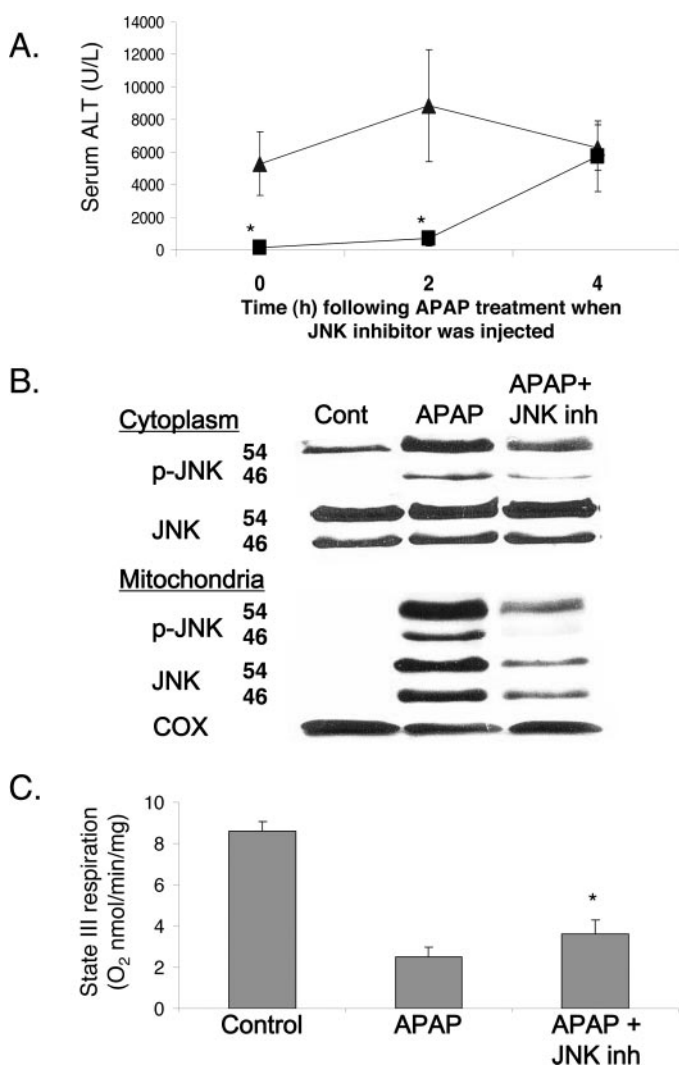 A.
Serum ALT (U/L)
14000
12000
10000
8000
6000
4000
2000
0
*
*
0 2 4
Time (h) following APAP treatment when
JNK inhibitor was injected
B.
Cont APAP APAP+
JNK inh
Cytoplasm
p-JNK 54
46
JNK 54
46
Mitochondria
p-JNK 54
46
JNK 54
46
COX
C.
State III respiration
(O₂ nmol/min/mg)
10
8
6
4
2
0
*
Control APAP APAP +
JNK inh